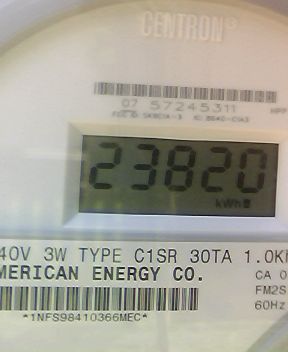 CENTRON®
07 57245311
23820
kWh
40V 3W TYPE C1SR 30TA 1.0Kh
MERICAN ENERGY CO.
CA 0
FM2S
60Hz
*1NFS98410366MEC*